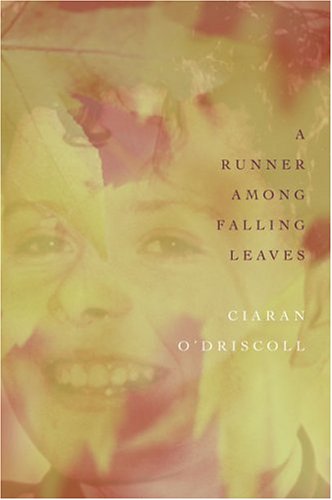 A
RUNNER
AMONG
FALLING
LEAVES
CIARAN
O'DRISCOLL